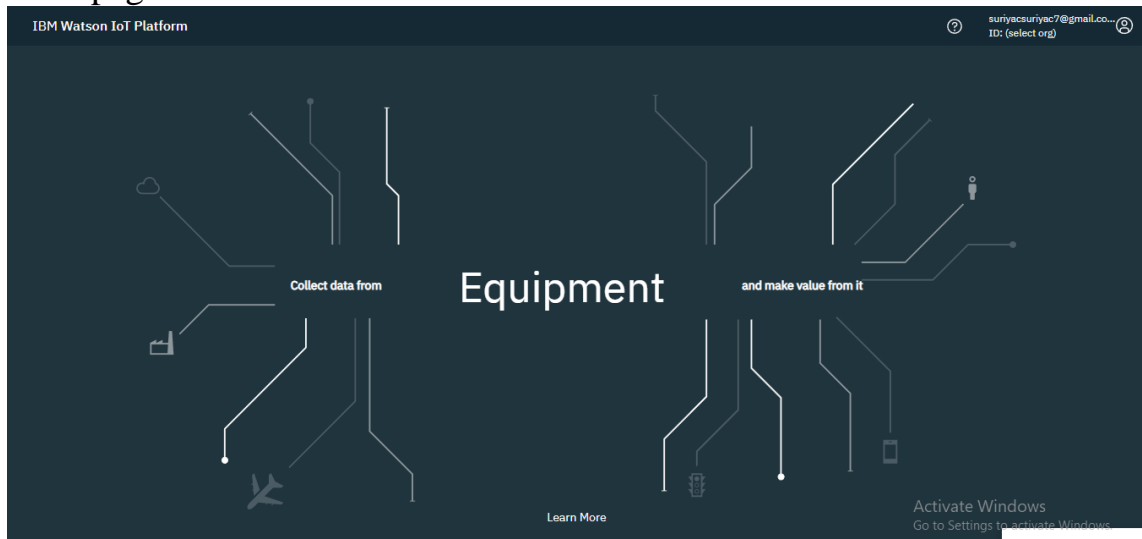 IBM Watson IoT Platform
suriyacsuriyac7@gmail.co...
ID: (select org)
Collect data from
Equipment
and make value from it
Learn More
Activate Windows
Go to Settings to activate Windows.